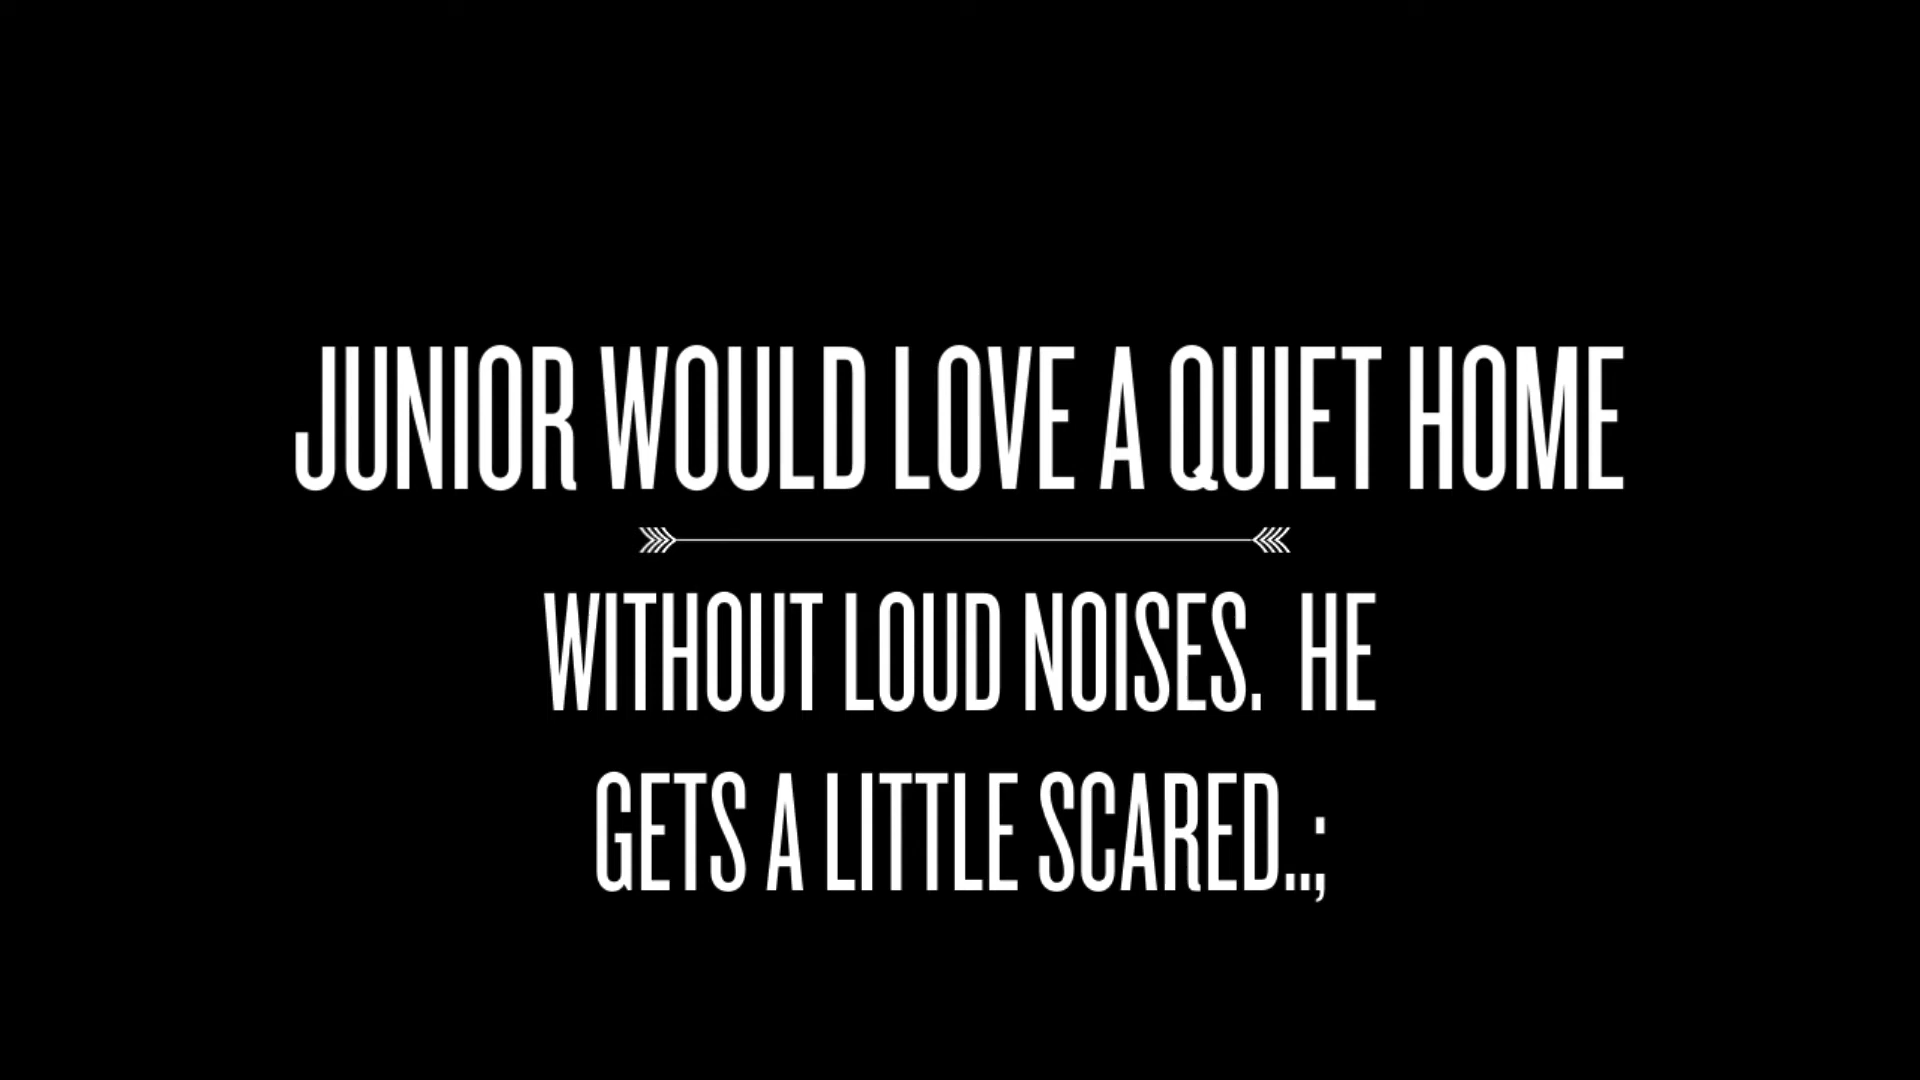 JUNIOR WOULD LOVE A QUIET HOME
WITHOUT LOUD NOISES.  HE
GETS A LITTLE SCARED..;